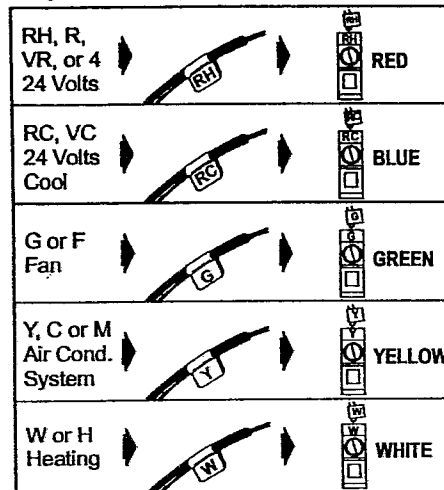 RH, R,
VR, or 4
24 Volts
RH
RH
RH
RED
RC, VC
24 Volts
Cool
RC
RC
BLUE
G or F
Fan
G
G
G
GREEN
Y, C or M
Air Cond.
System
Y
Y
Y
YELLOW
W or H
Heating
W
W
W
WHITE